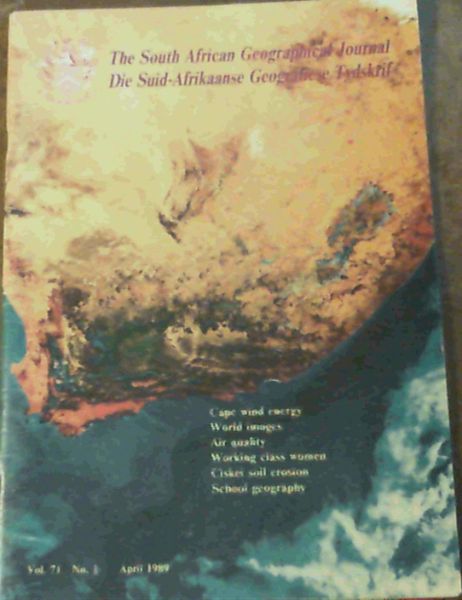 The South African Geographical Journal
Die Suid-Afrikaanse Geografiese Tydskrif
Cape wind energy
World images
Air quality
Working class women
Ciskei soil erosion
School geography
Vol. 71 No. 1 April 1989